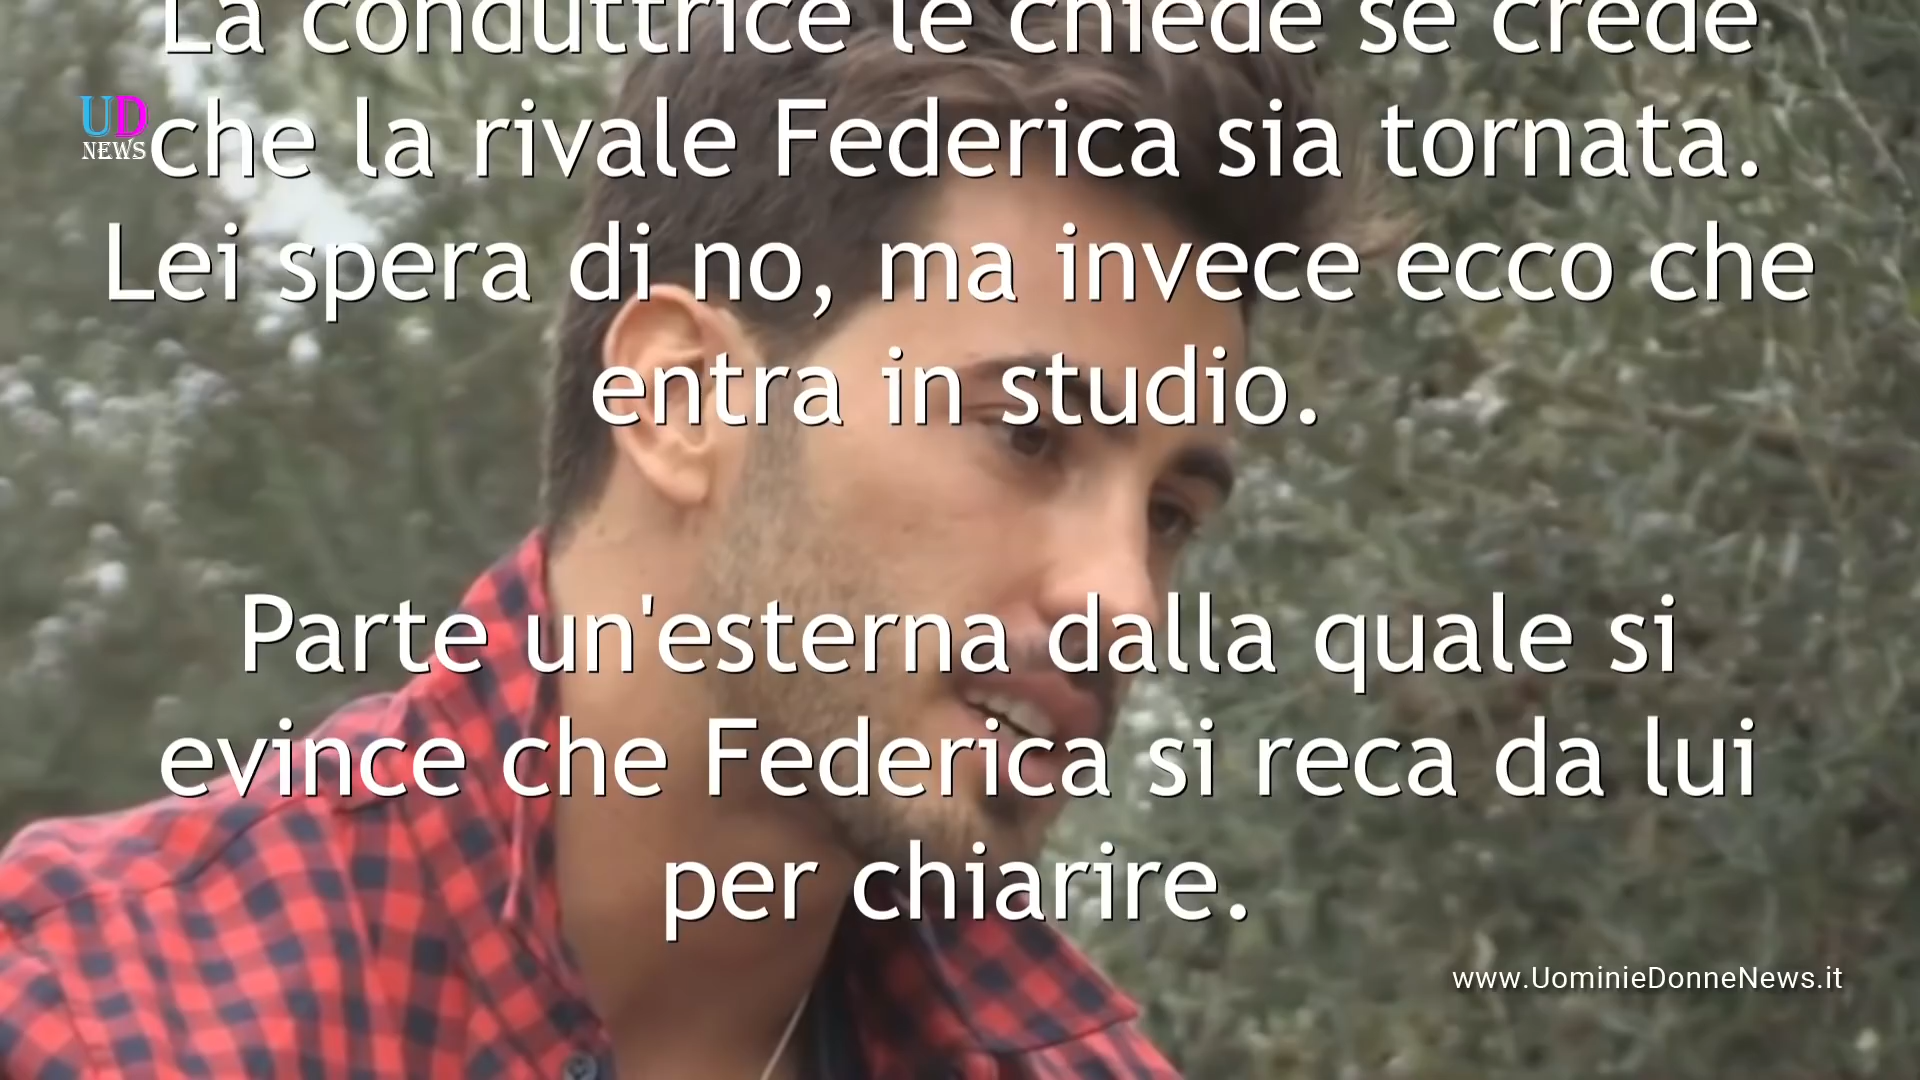 La conduttrice le chiede se crede
UD
NEWS
che la rivale Federica sia tornata.
Lei spera di no, ma invece ecco che
entra in studio.
Parte un'esterna dalla quale si
evince che Federica si reca da lui
per chiarire.
www.UominieDonneNews.it